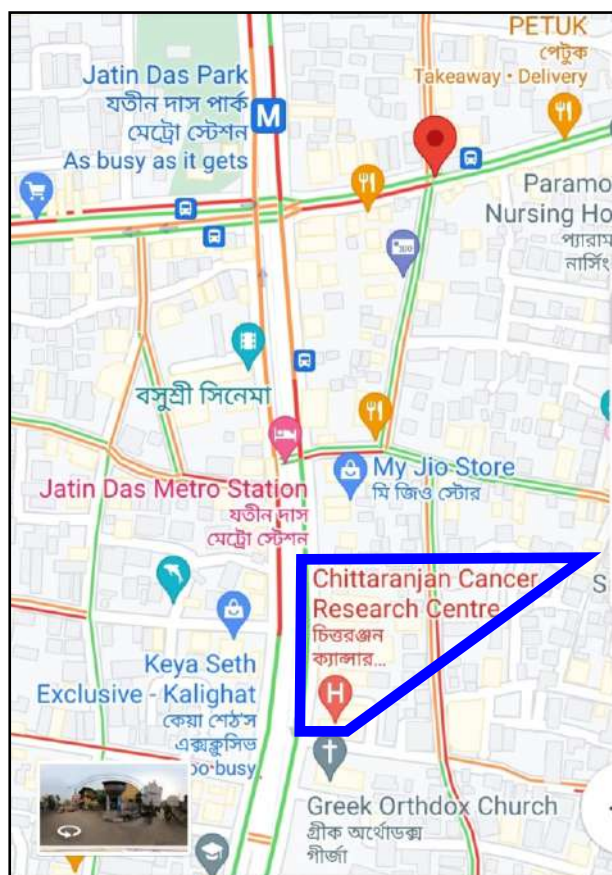 PETUK
পেটুক
Takeaway • Delivery
Jatin Das Park
যতীন দাস পার্ক
মেট্রো স্টেশন
As busy as it gets
M
Paramo
Nursing Ho
প্যারাম
নার্সিং
বসুশ্রী সিনেমা
My Jio Store
মি জিও স্টোর
Jatin Das Metro Station
যতীন দাস
মেট্রো স্টেশন
Chittaranjan Cancer
Research Centre
চিত্তরঞ্জন
ক্যান্সার...
H
S
Keya Seth
Exclusive - Kalighat
কেয়া শেঠ'স
এক্সক্লুসিভ
oo busy
Greek Orthdox Church
গ্রীক অর্থোডক্স
গীর্জা